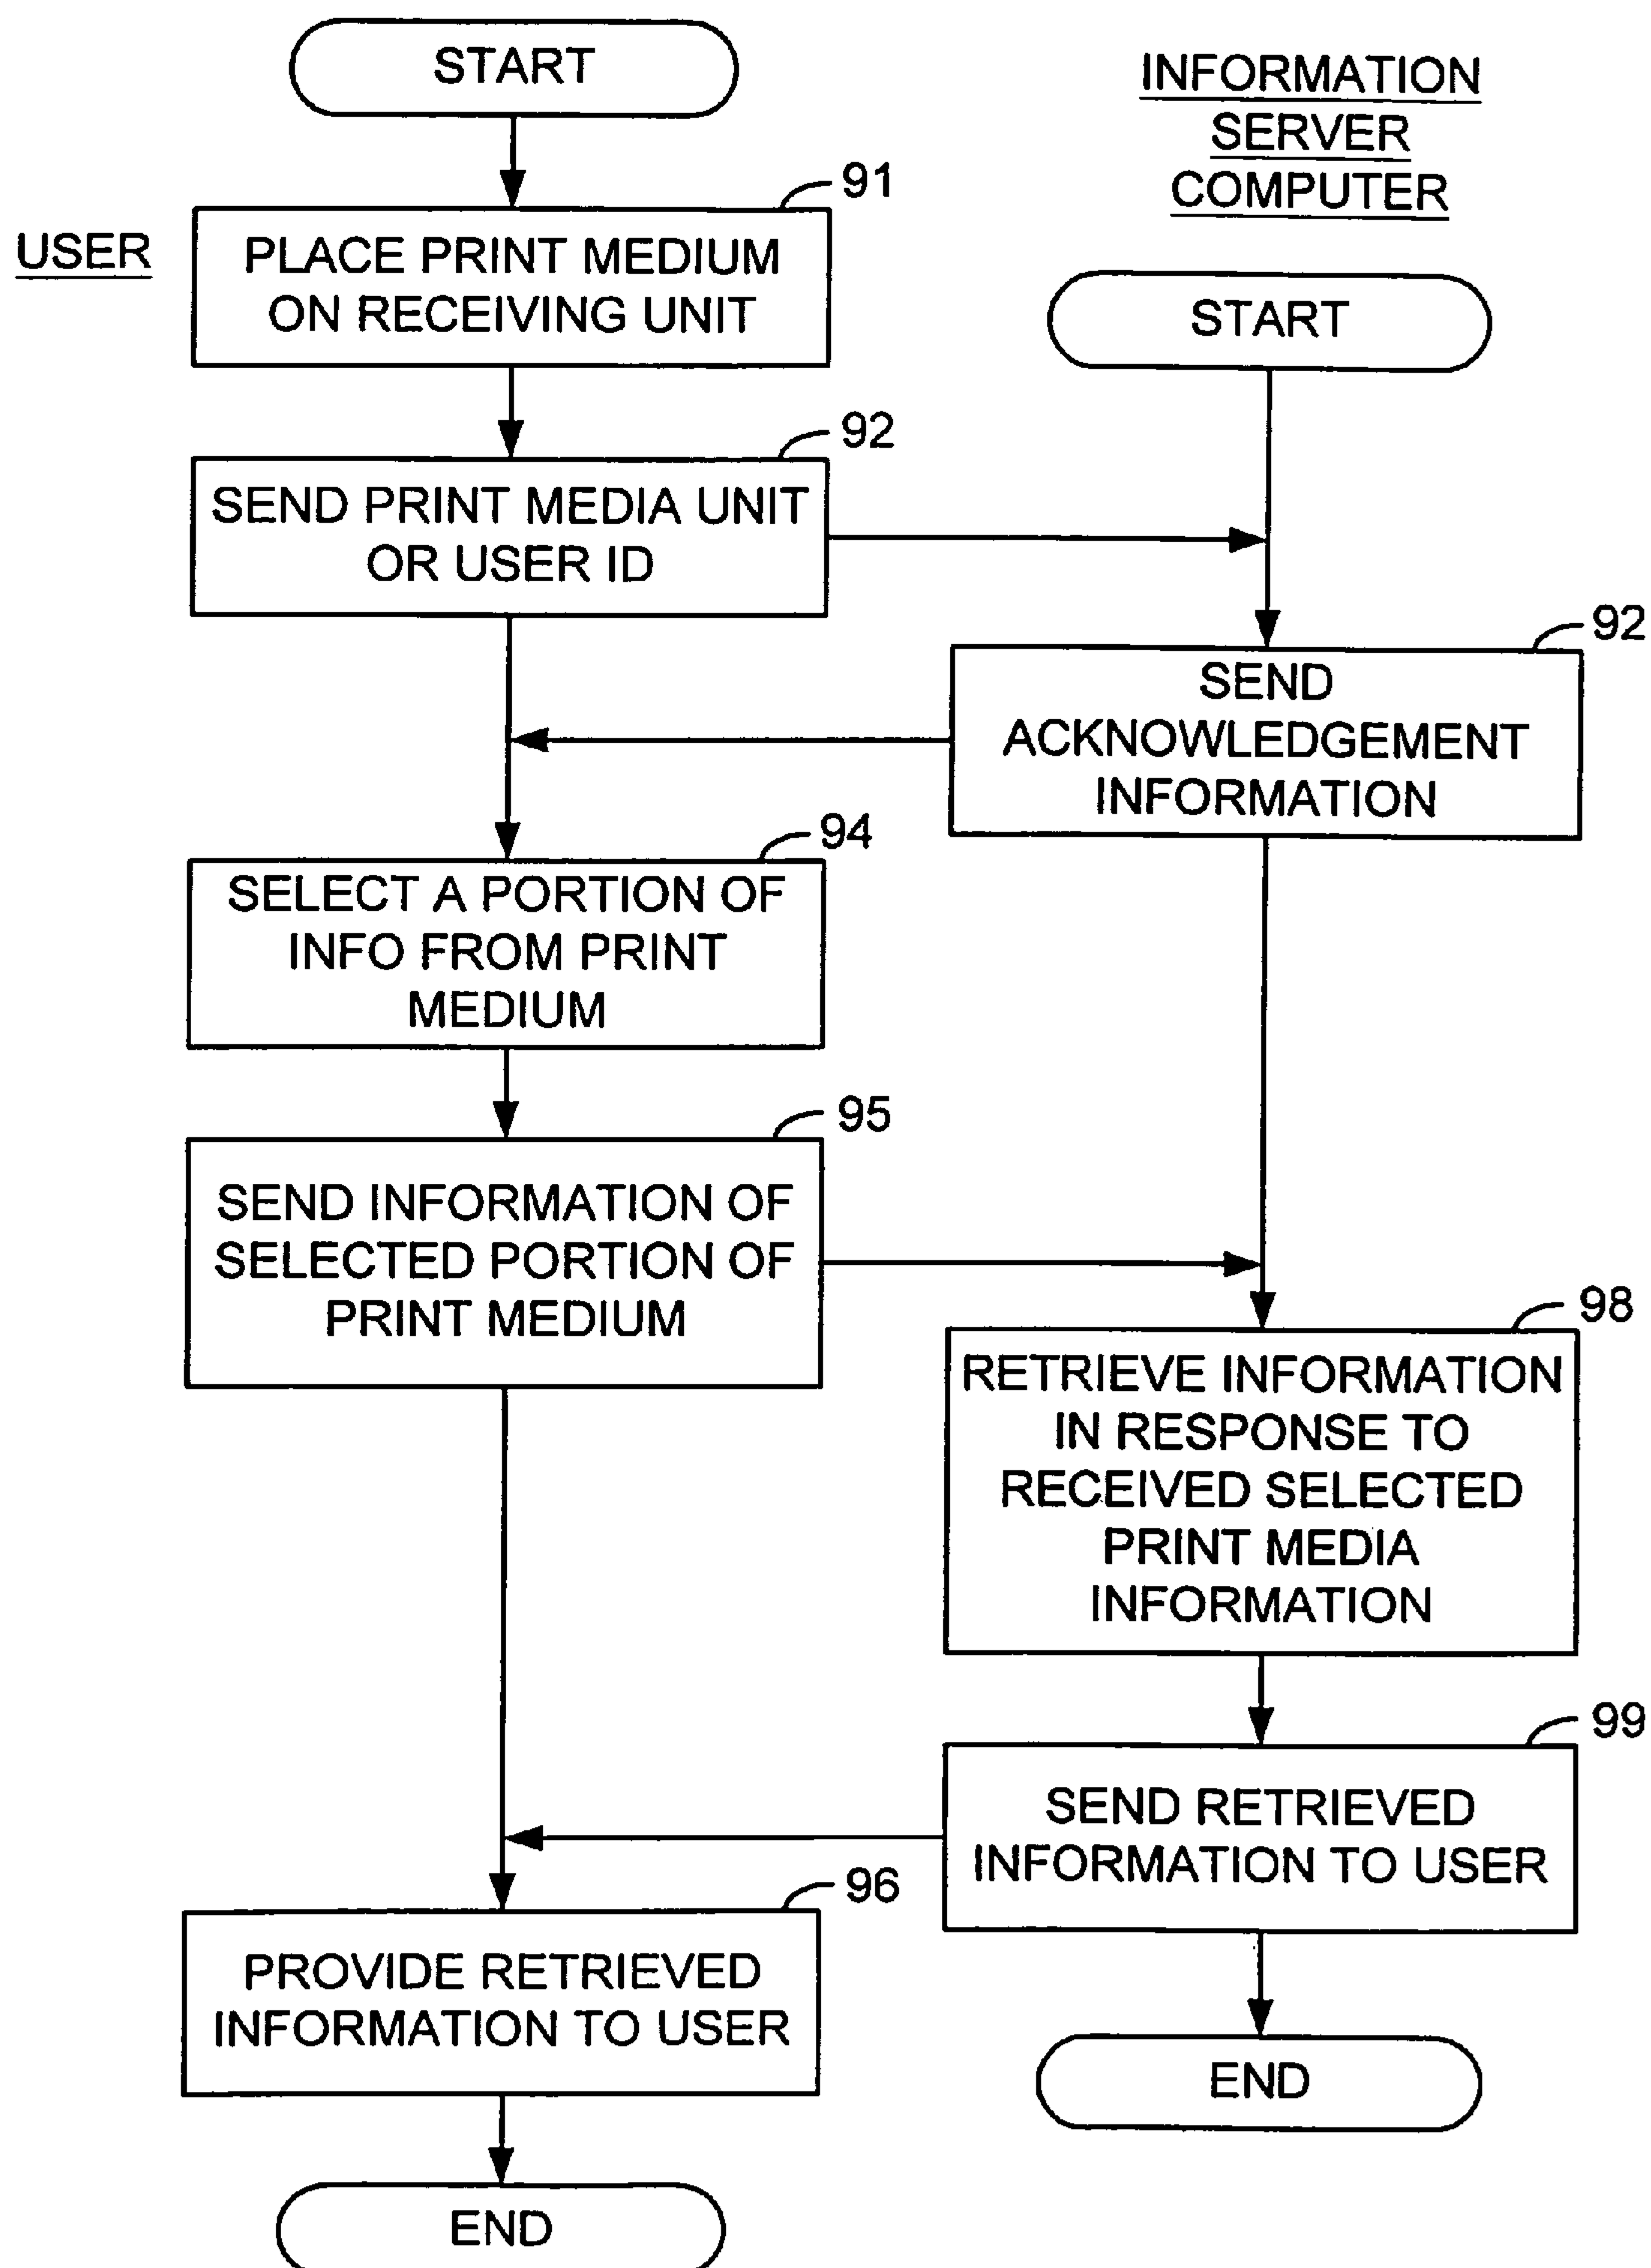 START
INFORMATION
SERVER
COMPUTER
USER
91
PLACE PRINT MEDIUM
ON RECEIVING UNIT
START
92
SEND PRINT MEDIA UNIT
OR USER ID
92
SEND
ACKNOWLEDGEMENT
INFORMATION
94
SELECT A PORTION OF
INFO FROM PRINT
MEDIUM
95
SEND INFORMATION OF
SELECTED PORTION OF
PRINT MEDIUM
98
RETRIEVE INFORMATION
IN RESPONSE TO
RECEIVED SELECTED
PRINT MEDIA
INFORMATION
99
SEND RETRIEVED
INFORMATION TO USER
96
PROVIDE RETRIEVED
INFORMATION TO USER
END
END